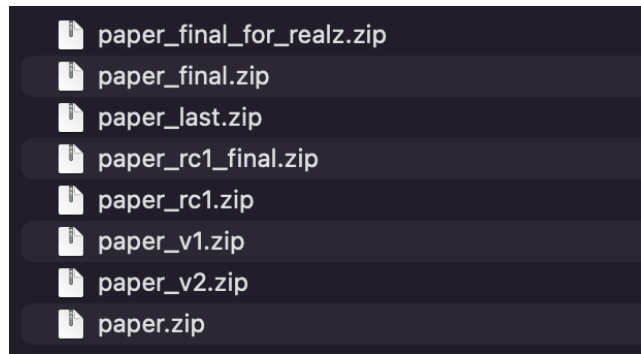 paper_final_for_realz.zip
paper_final.zip
paper_last.zip
paper_rc1_final.zip
paper_rc1.zip
paper_v1.zip
paper_v2.zip
paper.zip